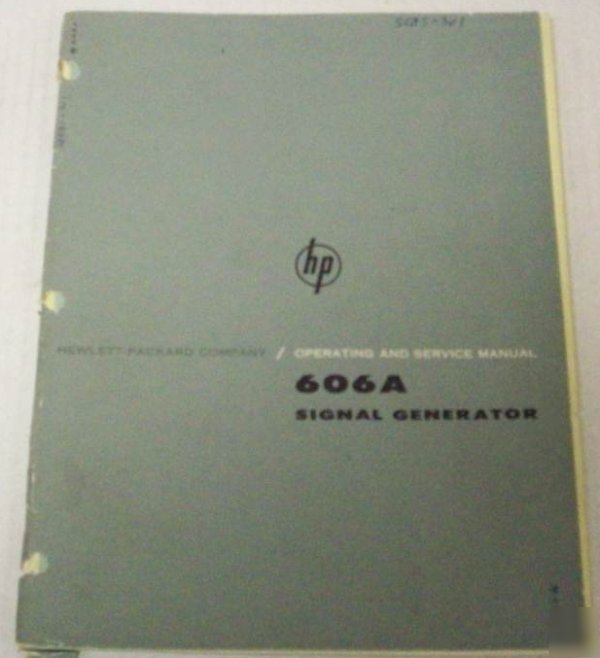 hp
HEWLETT-PACKARD COMPANY / OPERATING AND SERVICE MANUAL
606A
SIGNAL GENERATOR